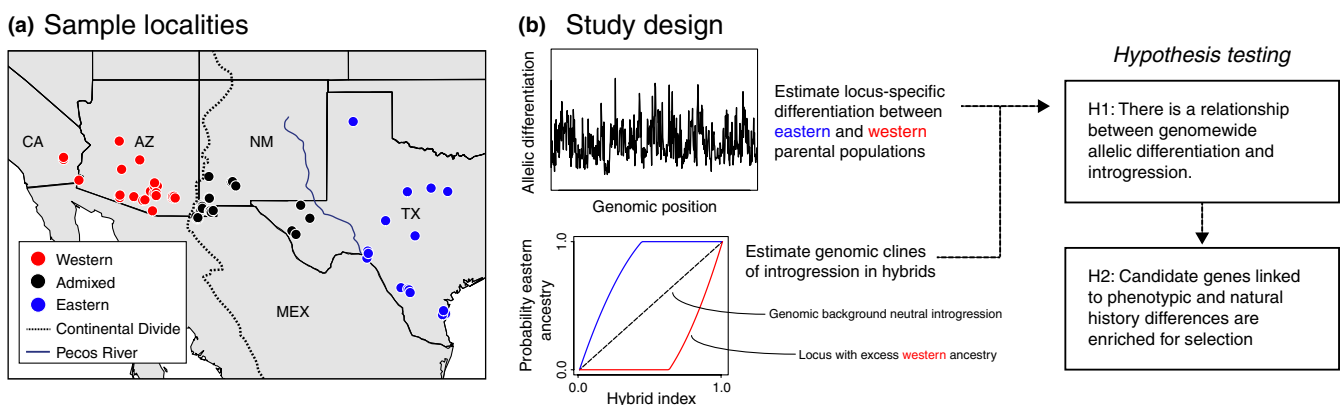 (a) Sample localities
CA
AZ
NM
TX
MEX
Western
Admixed
Eastern
Continental Divide
Pecos River
(b) Study design
Allelic differentiation
Genomic position
Estimate locus-specific
differentiation between
eastern and western
parental populations
Probability eastern
ancestry
1.0
0.0
0.0
1.0
Hybrid index
Estimate genomic clines
of introgression in hybrids
Genomic background neutral introgression
Locus with excess western ancestry
Hypothesis testing
H1: There is a relationship
between genomewide
allelic differentiation and
introgression.
H2: Candidate genes linked
to phenotypic and natural
history differences are
enriched for selection